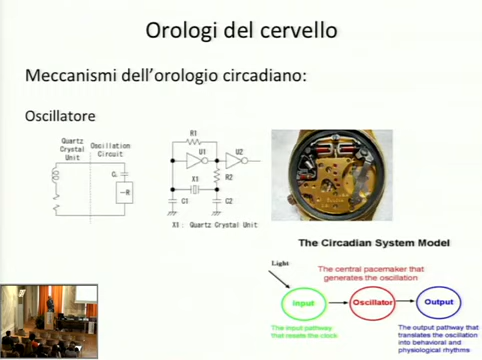 Orologi del cervello
Meccanismi dell'orologio circadiano:
Oscillatore
Quartz Crystal Unit
Oscillation Circuit
-R
R1
U1
U2
X1
R2
C1
C2
X1 : Quartz Crystal Unit
The Circadian System Model
Light
The central pacemaker that
generates the oscillation
Input
Oscillator
Output
The input pathway
that resets the clock
The output pathway that
translates the oscillation
into behavioral and
physiological rhythms